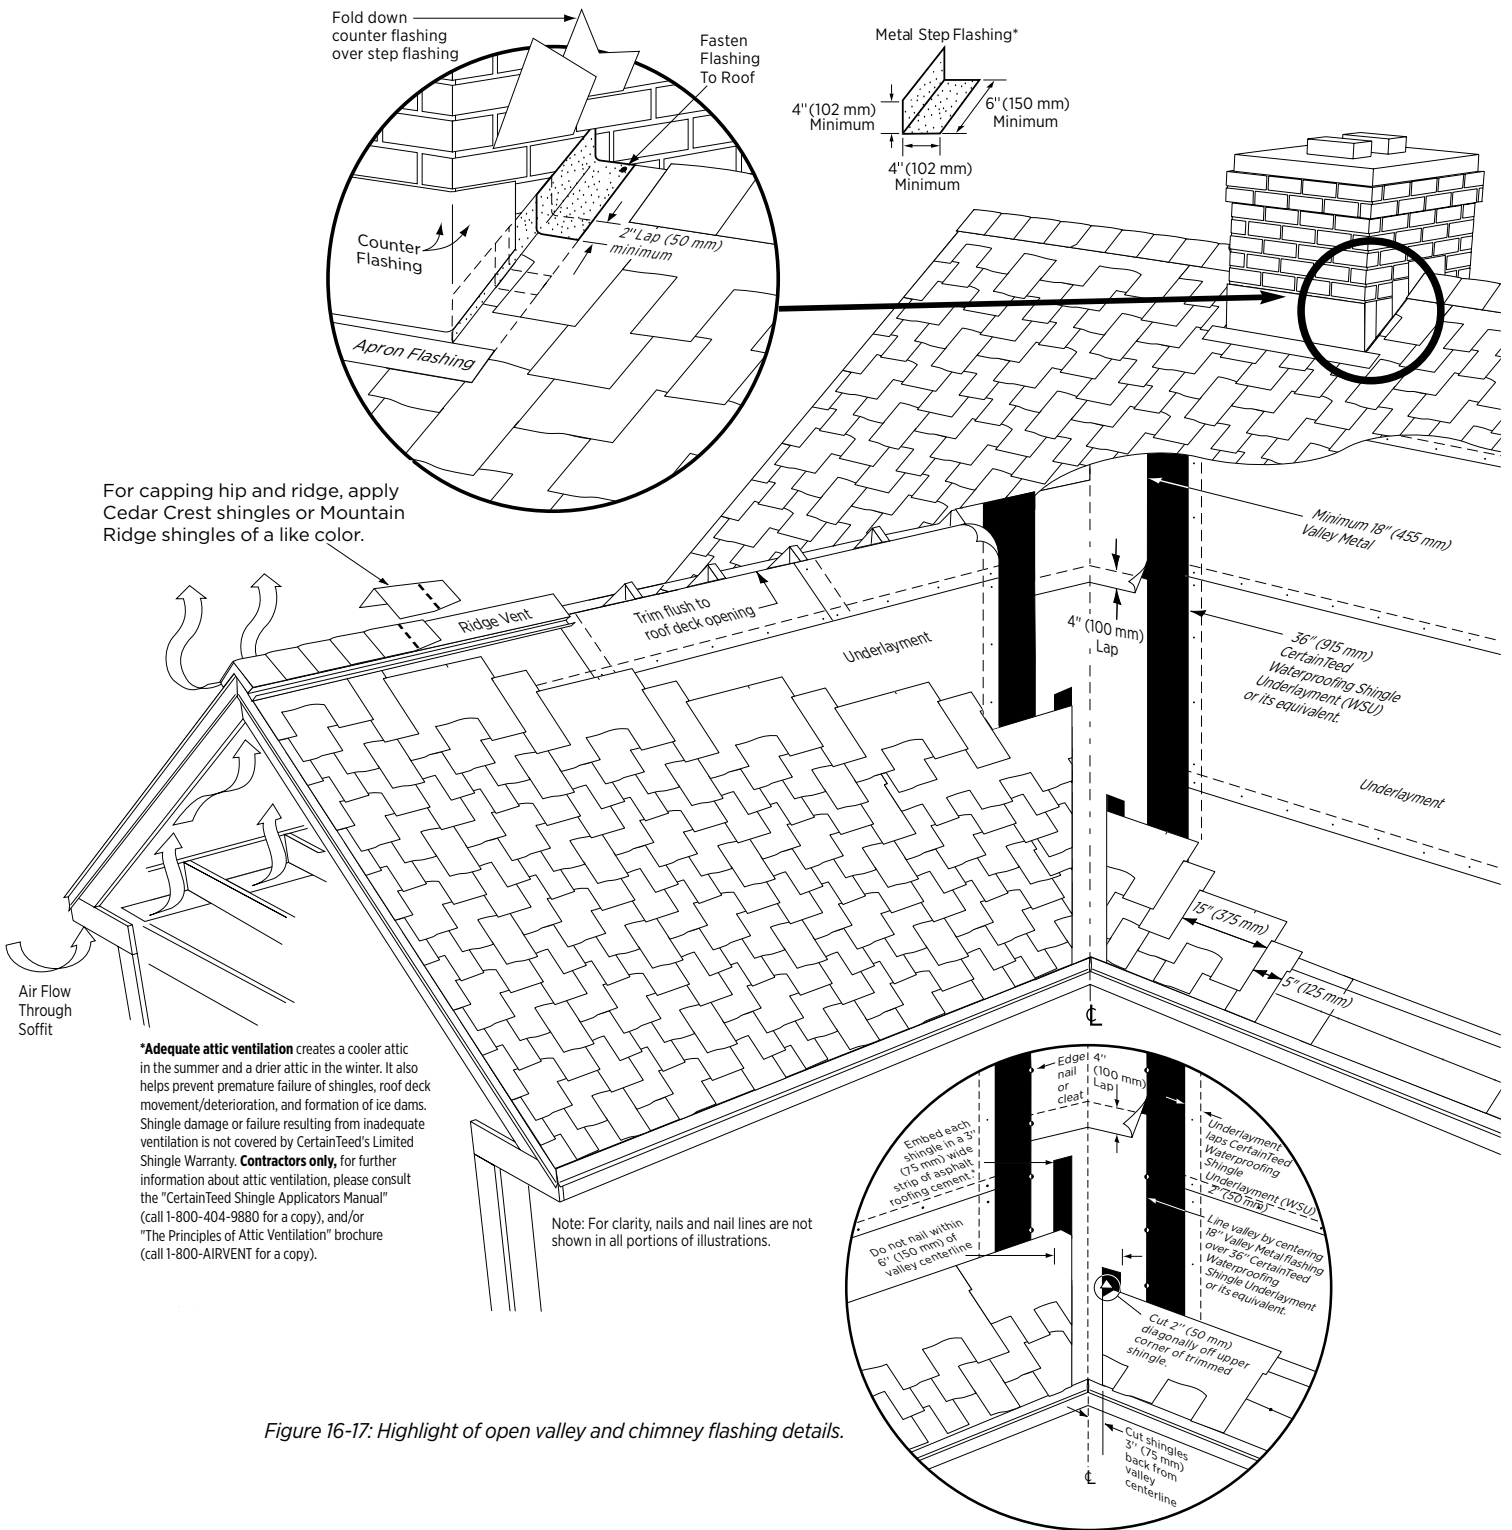 Fold down
counter flashing
over step flashing
Fasten
Flashing
To Roof
Metal Step Flashing*
4" (102 mm)
Minimum
6" (150 mm)
Minimum
4" (102 mm)
Minimum
Counter
Flashing
2" Lap (50 mm)
minimum
Apron Flashing
For capping hip and ridge, apply
Cedar Crest shingles or Mountain
Ridge shingles of a like color.
Ridge Vent
Trim flush to
roof deck opening
Underlayment
4" (100 mm)
Lap
Minimum 18" (455 mm)
Valley Metal
36" (915 mm)
CertainTeed
Waterproofing Shingle
Underlayment (WSU)
or its equivalent.
Underlayment
15" (375 mm)
5" (125 mm)
Air Flow
Through
Soffit
*Adequate attic ventilation creates a cooler attic
in the summer and a drier attic in the winter. It also
helps prevent premature failure of shingles, roof deck
movement/deterioration, and formation of ice dams.
Shingle damage or failure resulting from inadequate
ventilation is not covered by CertainTeed's Limited
Shingle Warranty. Contractors only, for further
information about attic ventilation, please consult
the "CertainTeed Shingle Applicators Manual"
(call 1-800-404-9880 for a copy), and/or
"The Principles of Attic Ventilation" brochure
(call 1-800-AIRVENT for a copy).
Note: For clarity, nails and nail lines are not
shown in all portions of illustrations.
℄
Edge
nail
or
cleat
4"
(100 mm)
Lap
Embed each
shingle in a 3"
(75 mm) wide
strip of asphalt
roofing cement.*
Underlayment
laps CertainTeed
Waterproofing
Shingle
Underlayment (WSU)
2" (50 mm)
Do not nail within
6" (150 mm) of
valley centerline
Line valley by centering
18" Valley Metal flashing
over 36" CertainTeed
Waterproofing
Shingle Underlayment
or its equivalent.
Cut 2" (50 mm)
diagonally off upper
corner of trimmed
shingle.
Cut shingles
3" (75 mm)
back from
valley
centerline
℄
Figure 16-17: Highlight of open valley and chimney flashing details.